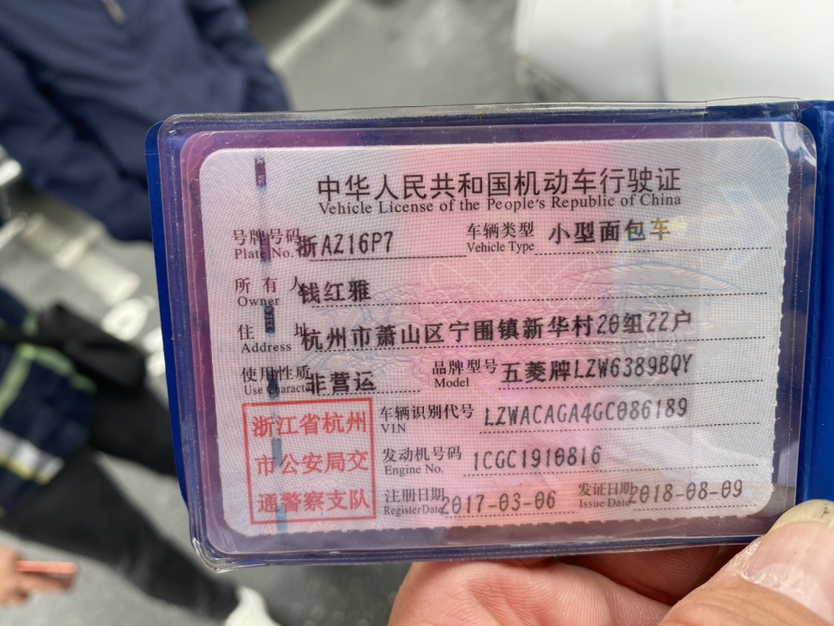 中华人民共和国机动车行驶证
Vehicle License of the People's Republic of China
号牌号码 浙AZ16P7 车辆类型 小型面包车
Plate No. Vehicle Type
所有人 钱红雅
Owner
住址 杭州市萧山区宁围镇新华村20组22户
Address
使用性质 非营运 品牌型号 五菱牌LZW6389BQY
Use Character Model
浙江省杭州
市公安局交
通警察支队
车辆识别代号 LZWACAGA4GC086189
VIN
发动机号码 1CGC1910816
Engine No.
注册日期 2017-03-06 发证日期 2018-08-09
Register Date Issue Date